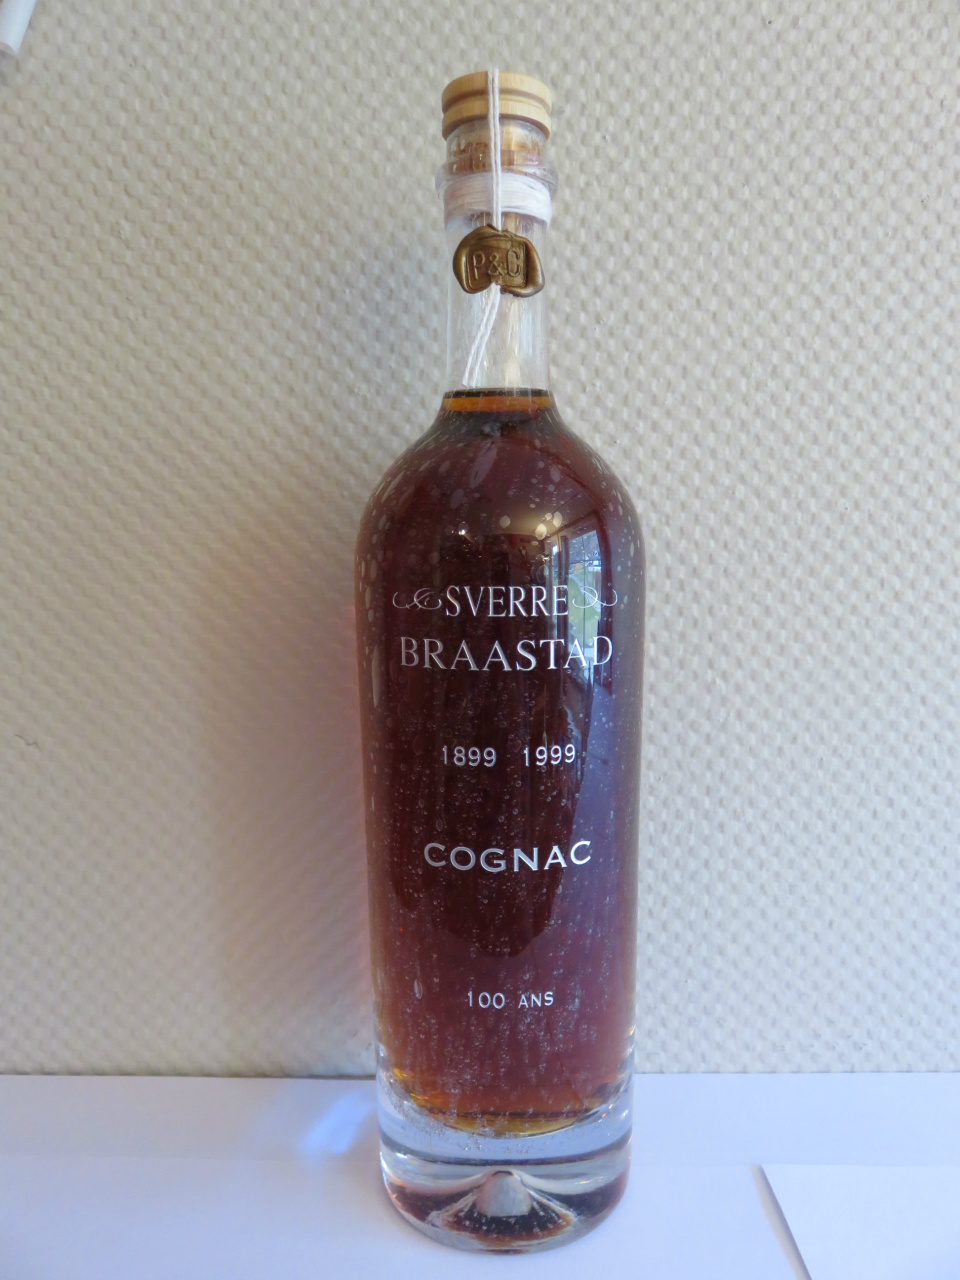 P&C
SVERRE
BRAASTAD
1899 1999
COGNAC
100 ANS